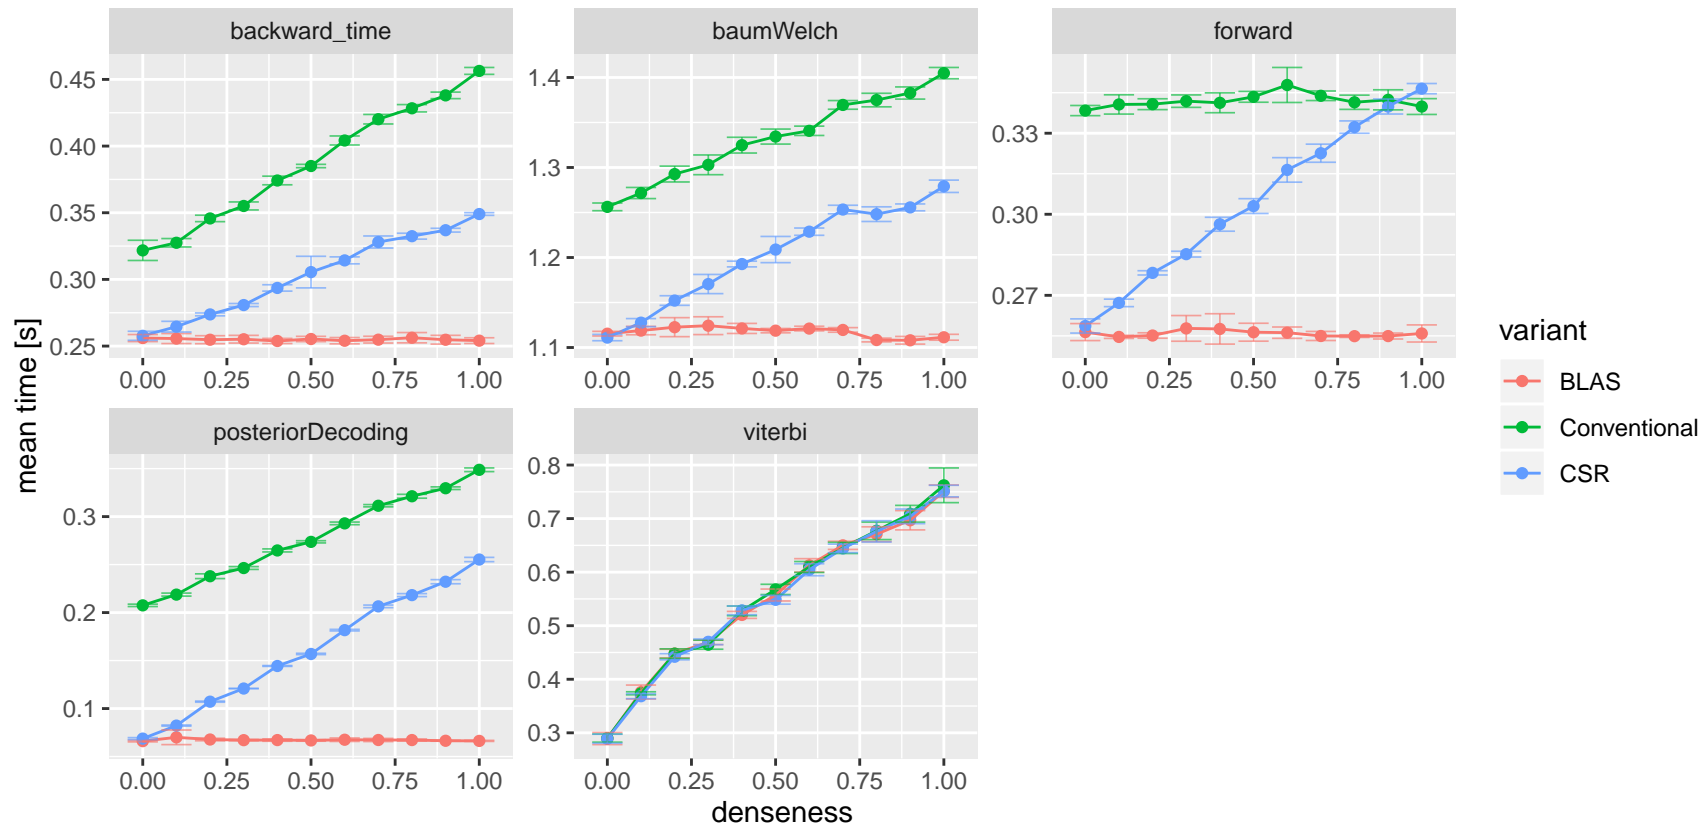 backward_time
baumWelch
forward
0.45
0.40
0.35
0.30
0.25
1.4
1.3
1.2
1.1
0.33
0.30
0.27
0.00 0.25 0.50 0.75 1.00
0.00 0.25 0.50 0.75 1.00
0.00 0.25 0.50 0.75 1.00
posteriorDecoding
viterbi
0.3
0.2
0.1
0.8
0.7
0.6
0.5
0.4
0.3
0.00 0.25 0.50 0.75 1.00
0.00 0.25 0.50 0.75 1.00
mean time [s]
denseness
variant
BLAS
Conventional
CSR